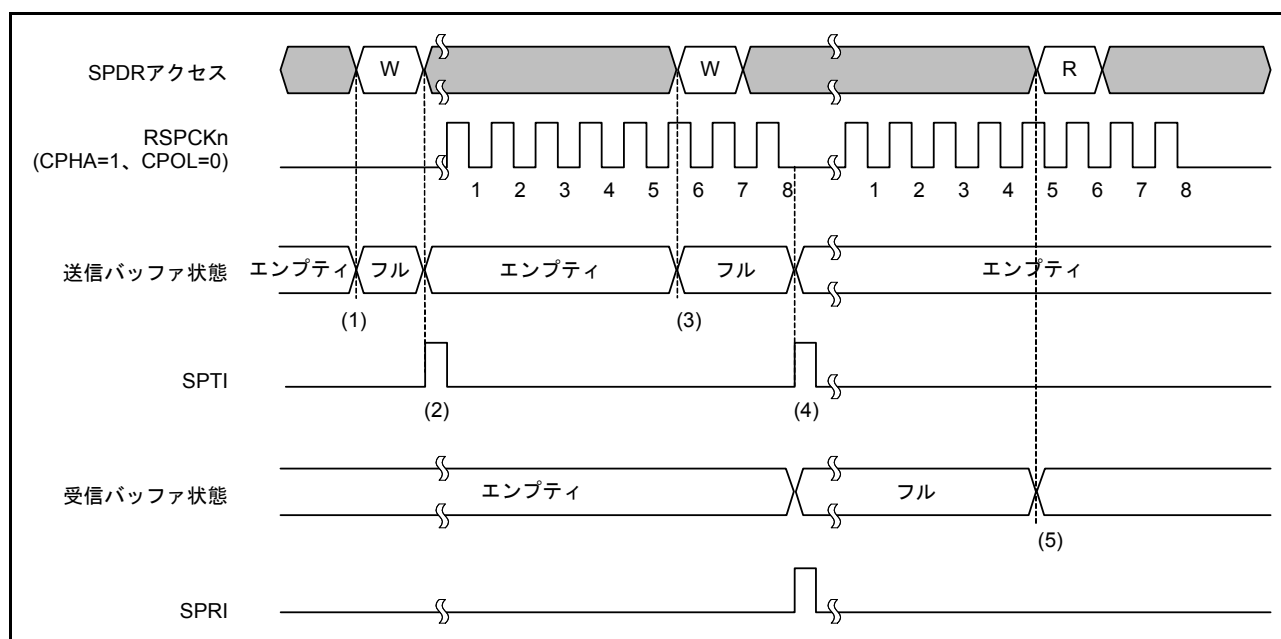 SPDRアクセス W W R
RSPCKn
(CPHA=1、CPOL=0)
1 2 3 4 5 6 7 8 1 2 3 4 5 6 7 8
送信バッファ状態 エンプティ フル エンプティ フル エンプティ
(1) (3)
SPTI
(2) (4)
受信バッファ状態 エンプティ フル
(5)
SPRI